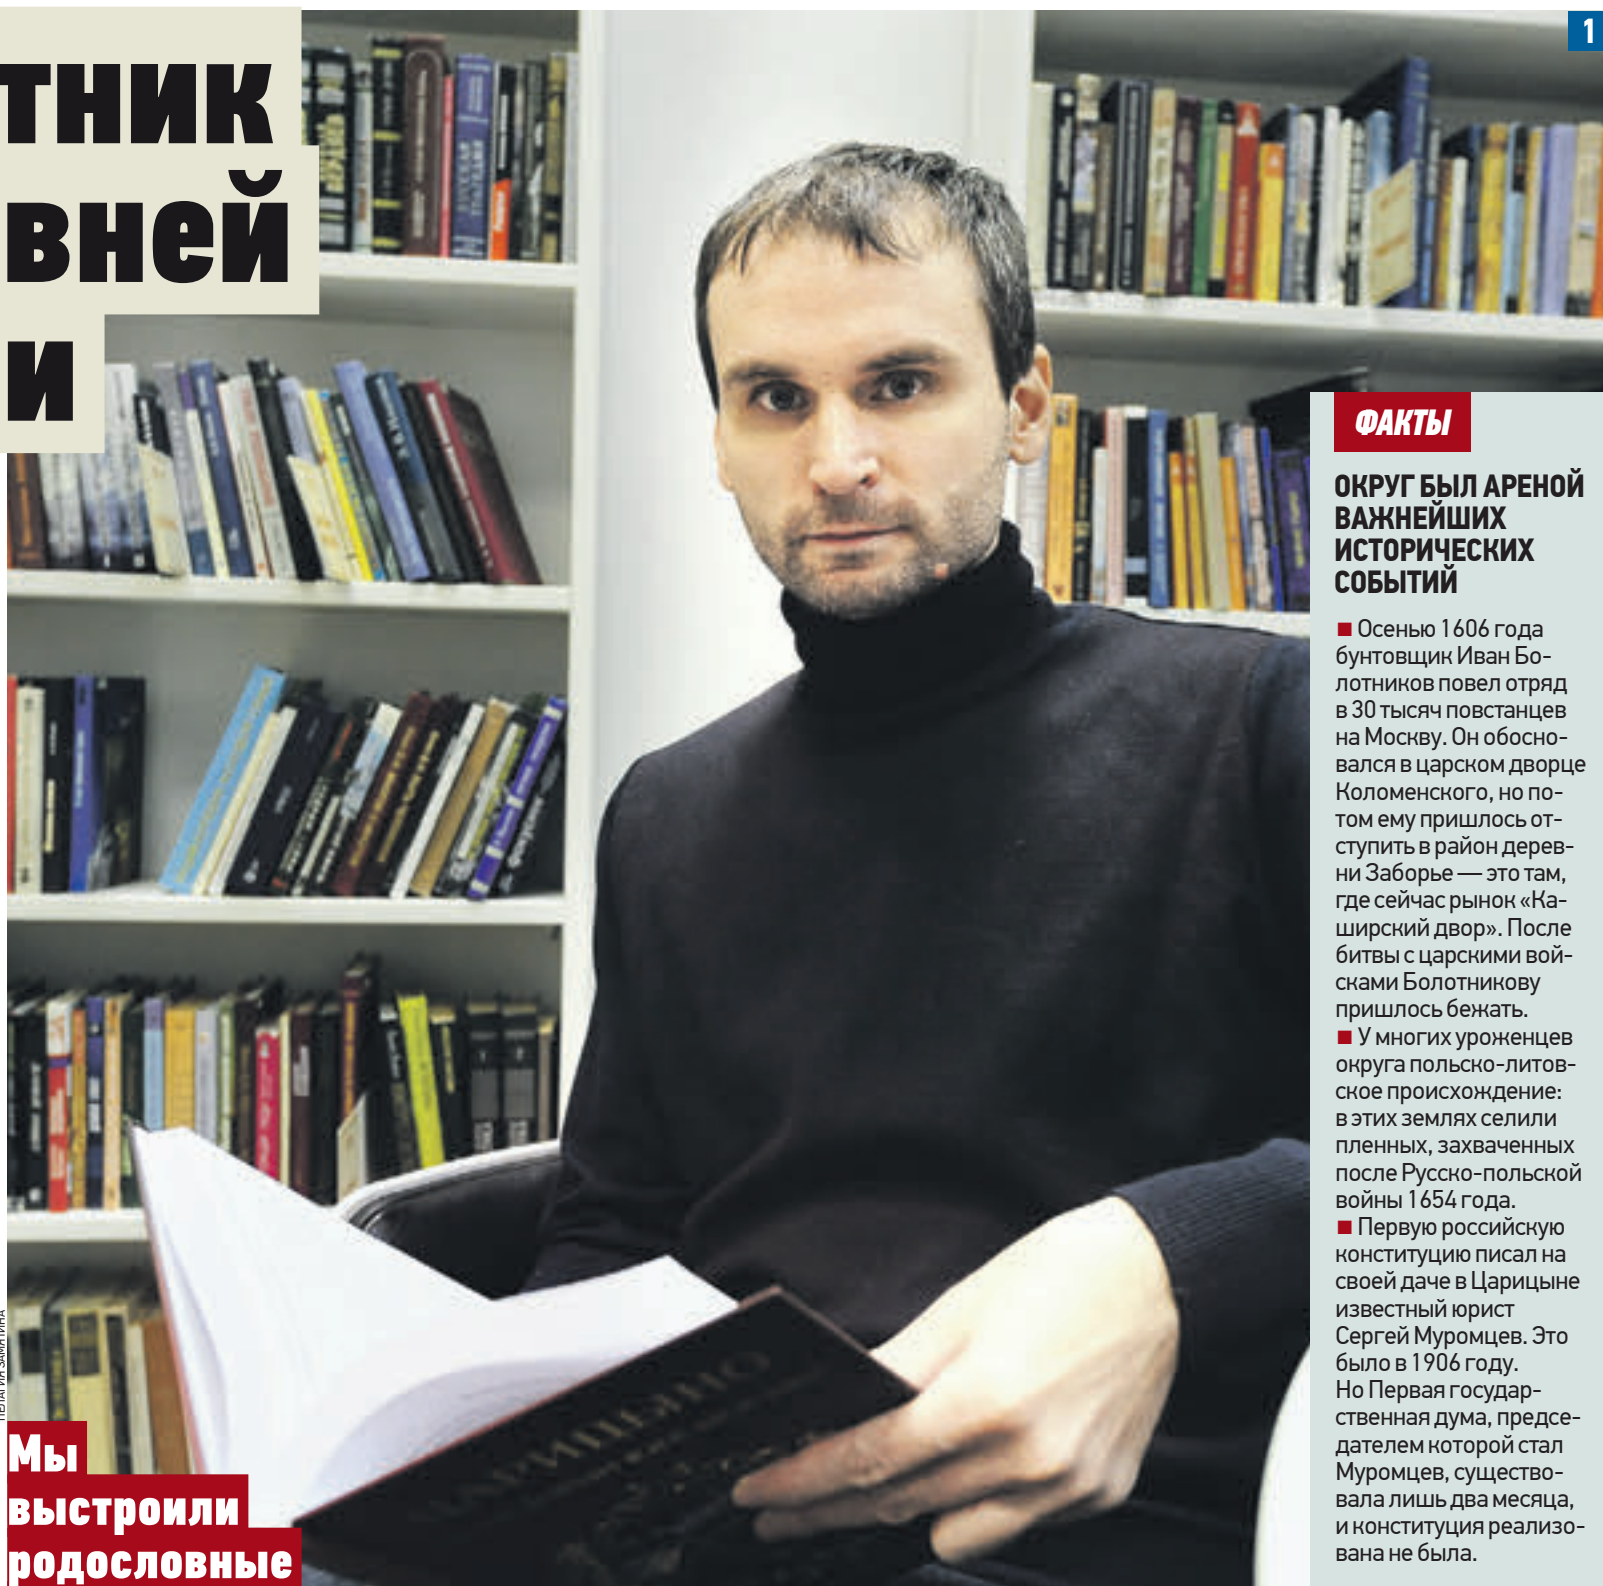 1
тник
вней
и
ФАКТЫ
ОКРУГ БЫЛ АРЕНОЙ
ВАЖНЕЙШИХ
ИСТОРИЧЕСКИХ
СОБЫТИЙ
■ Осенью 1606 года
бунтовщик Иван Бо-
лотников повел отряд
в 30 тысяч повстанцев
на Москву. Он обосно-
вался в царском дворце
Коломенского, но по-
том ему пришлось от-
ступить в район дерев-
ни Заборье — это там,
где сейчас рынок «Ка-
ширский двор». После
битвы с царскими вой-
сками Болотникову
пришлось бежать.
■ У многих уроженцев
округа польско-литов-
ское происхождение:
в этих землях селили
пленных, захваченных
после Русско-польской
войны 1654 года.
■ Первую российскую
конституцию писал на
своей даче в Царицыне
известный юрист
Сергей Муромцев. Это
было в 1906 году.
Но Первая государ-
ственная дума, предсе-
дателем которой стал
Муромцев, существо-
вала лишь два месяца,
и конституция реализо-
вана не была.
ПЕЛАГИЯ ЗАМЯТИНА
Мы
выстроили
родословные
ЦАРИЦЫНО